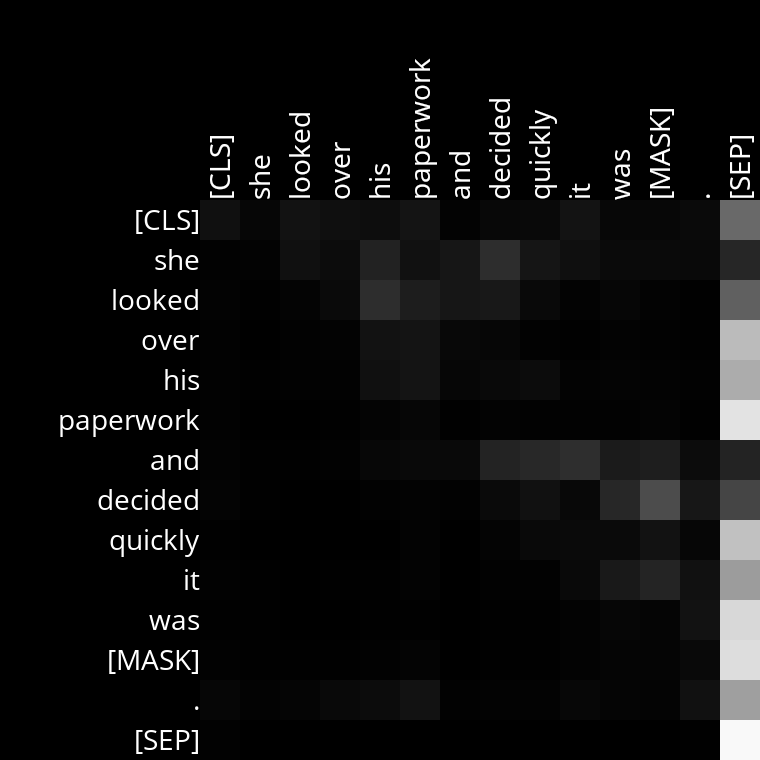 [CLS] she looked over his paperwork and decided quickly it was [MASK] . [SEP]
[CLS]
she
looked
over
his
paperwork
and
decided
quickly
it
was
[MASK]
.
[SEP]